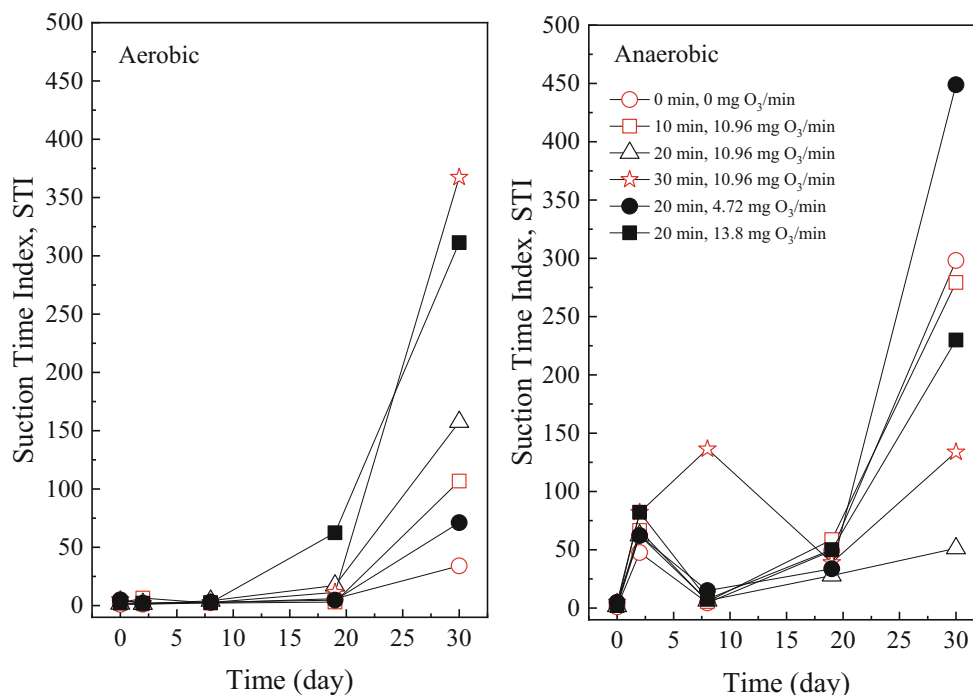 Aerobic
500
450
400
350
300
250
200
150
100
50
0
Suction Time Index, STI
0 5 10 15 20 25 30
Time (day)
Anaerobic
500
450
400
350
300
250
200
150
100
50
0
Suction Time Index, STI
0 min, 0 mg O₃/min
10 min, 10.96 mg O₃/min
20 min, 10.96 mg O₃/min
30 min, 10.96 mg O₃/min
20 min, 4.72 mg O₃/min
20 min, 13.8 mg O₃/min
0 5 10 15 20 25 30
Time (day)